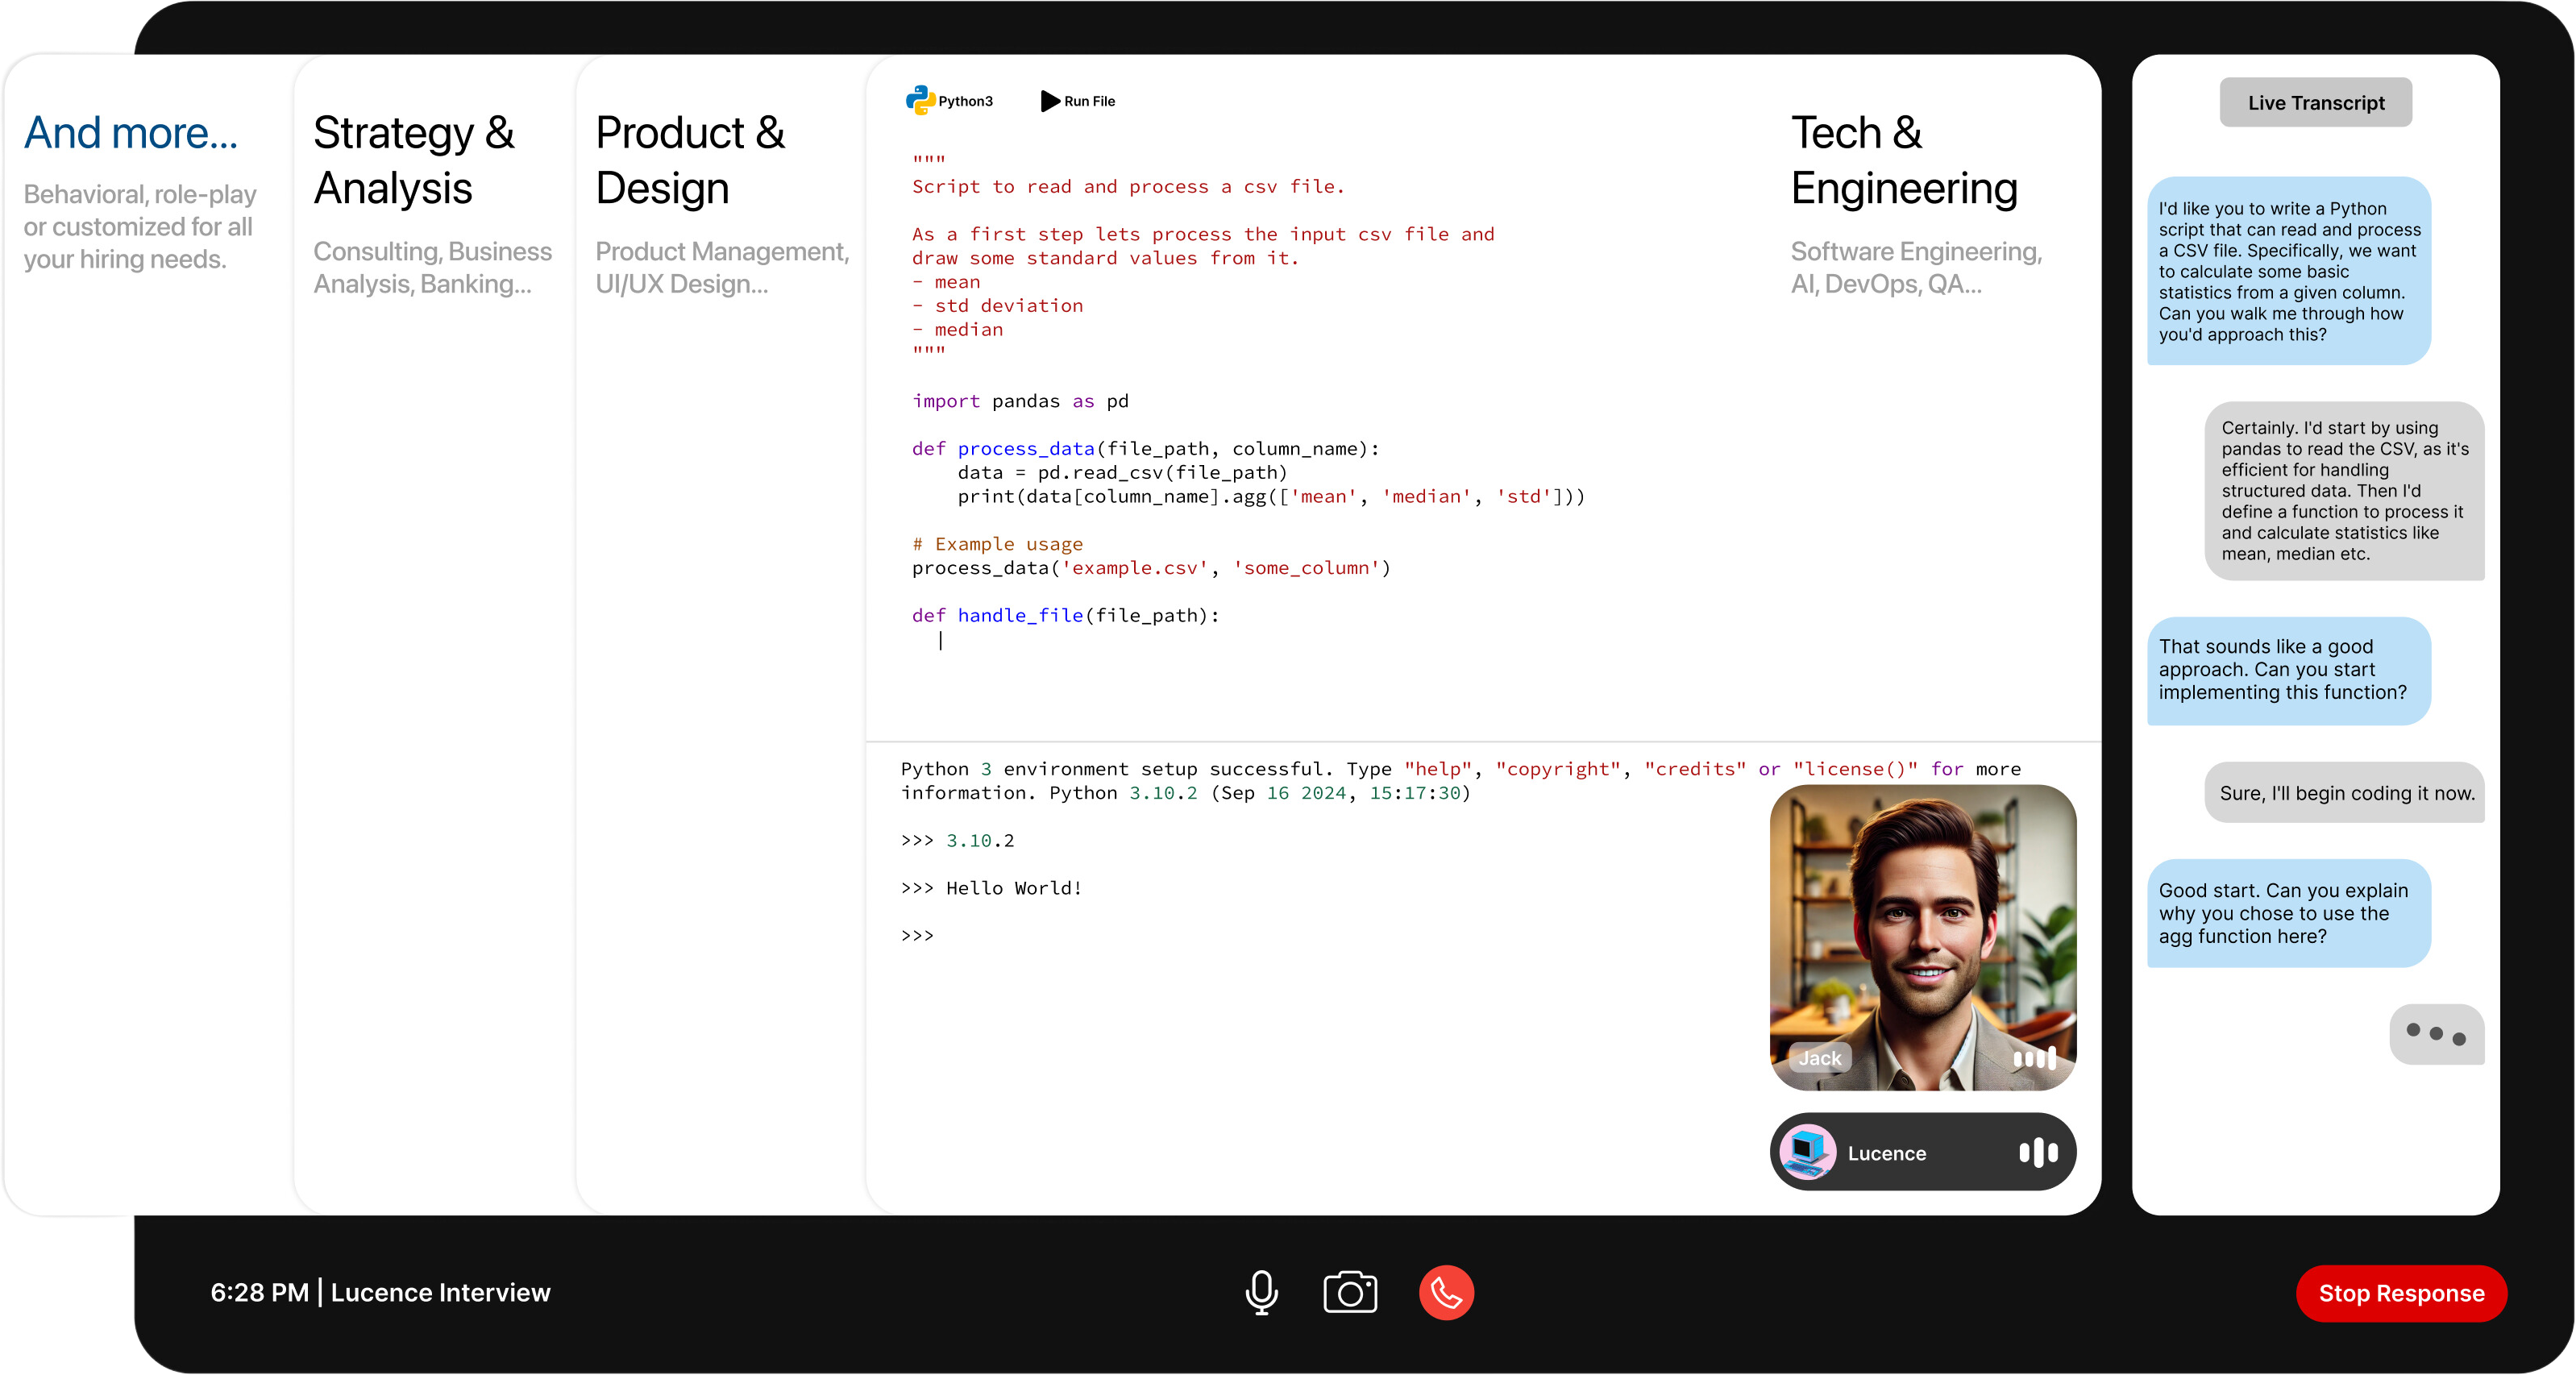 And more...
Behavioral, role-play
or customized for all
your hiring needs.
Strategy &
Analysis
Consulting, Business
Analysis, Banking...
Product &
Design
Product Management,
UI/UX Design...
Python3
Run File
"""
Script to read and process a csv file.
As a first step lets process the input csv file and
draw some standard values from it.
- mean
- std deviation
- median
"""
import pandas as pd
def process_data(file_path, column_name):
    data = pd.read_csv(file_path)
    print(data[column_name].agg(['mean', 'median', 'std']))
# Example usage
process_data('example.csv', 'some_column')
def handle_file(file_path):
Tech &
Engineering
Software Engineering,
AI, DevOps, QA...
Python 3 environment setup successful. Type "help", "copyright", "credits" or "license()" for more
information. Python 3.10.2 (Sep 16 2024, 15:17:30)
>>> 3.10.2
>>> Hello World!
>>>
Jack
Lucence
Live Transcript
I'd like you to write a Python
script that can read and process
a CSV file. Specifically, we want
to calculate some basic
statistics from a given column.
Can you walk me through how
you'd approach this?
Certainly. I'd start by using
pandas to read the CSV, as it's
efficient for handling
structured data. Then I'd
define a function to process it
and calculate statistics like
mean, median etc.
That sounds like a good
approach. Can you start
implementing this function?
Sure, I'll begin coding it now.
Good start. Can you explain
why you chose to use the
agg function here?
6:28 PM | Lucence Interview
Stop Response